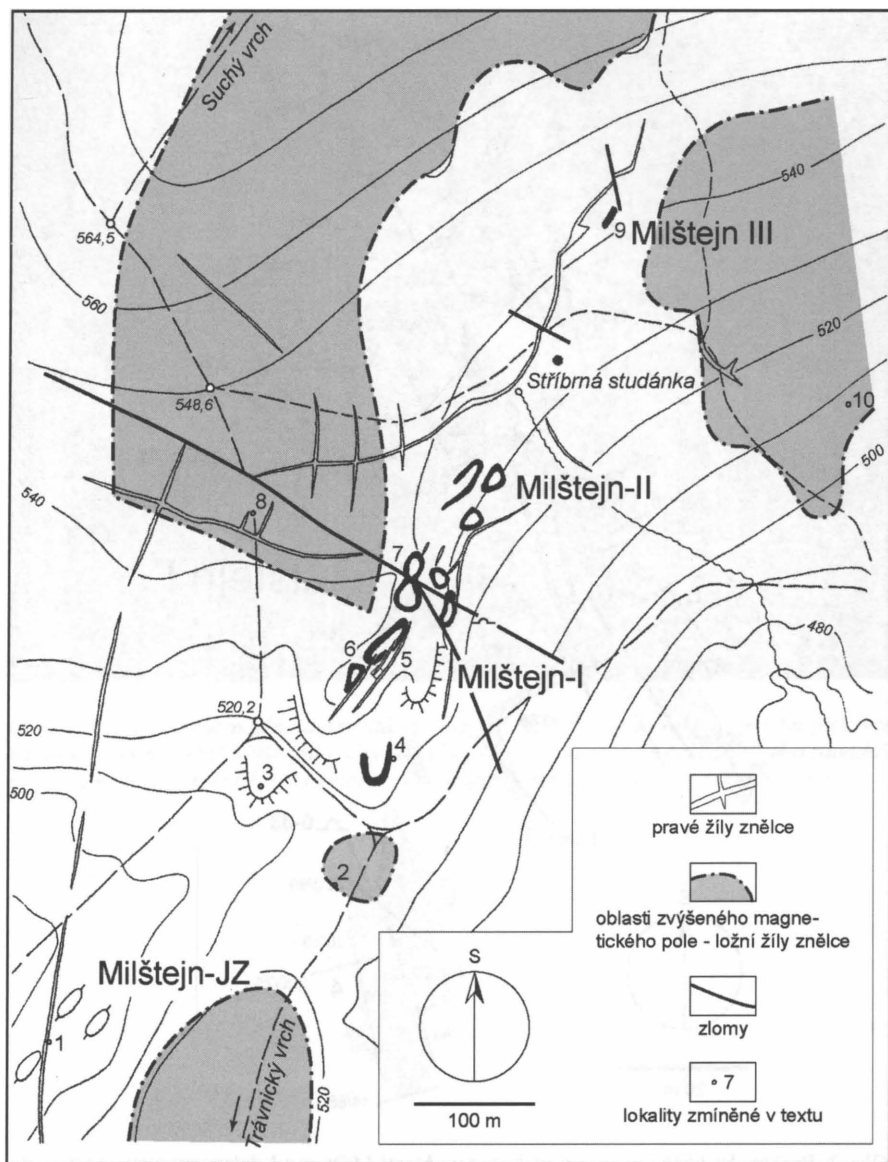 Suchý vrch
564,5
560
540
9 Milštejn III
520
Stříbrná studánka
548,6
10
500
Milštejn-II
540
8
7
480
6
5
Milštejn-I
520,2
520
4
3
500
2
Milštejn-JZ
1
Trávnický vrch
520
S
100 m
pravé žíly znělce
oblasti zvýšeného magne-
tického pole - ložní žíly znělce
zlomy
7
lokality zmíněné v textu